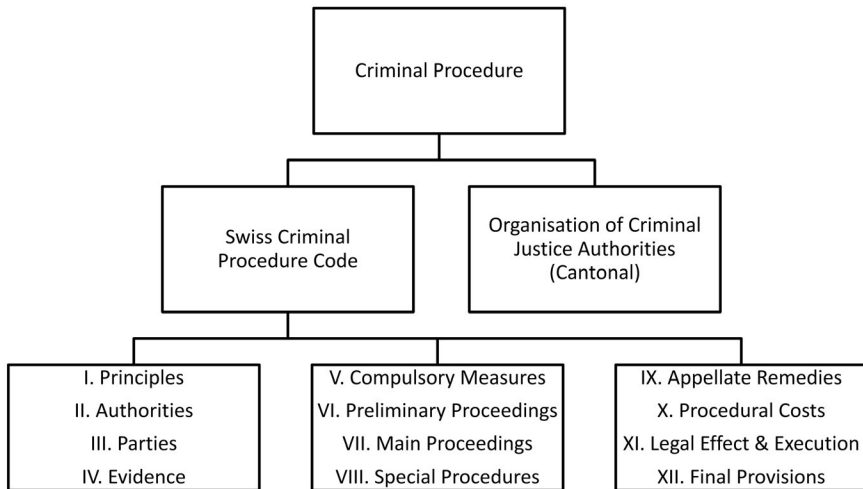 Criminal Procedure
Swiss Criminal
Procedure Code
Organisation of Criminal
Justice Authorities
(Cantonal)
I. Principles
II. Authorities
III. Parties
IV. Evidence
V. Compulsory Measures
VI. Preliminary Proceedings
VII. Main Proceedings
VIII. Special Procedures
IX. Appellate Remedies
X. Procedural Costs
XI. Legal Effect & Execution
XII. Final Provisions